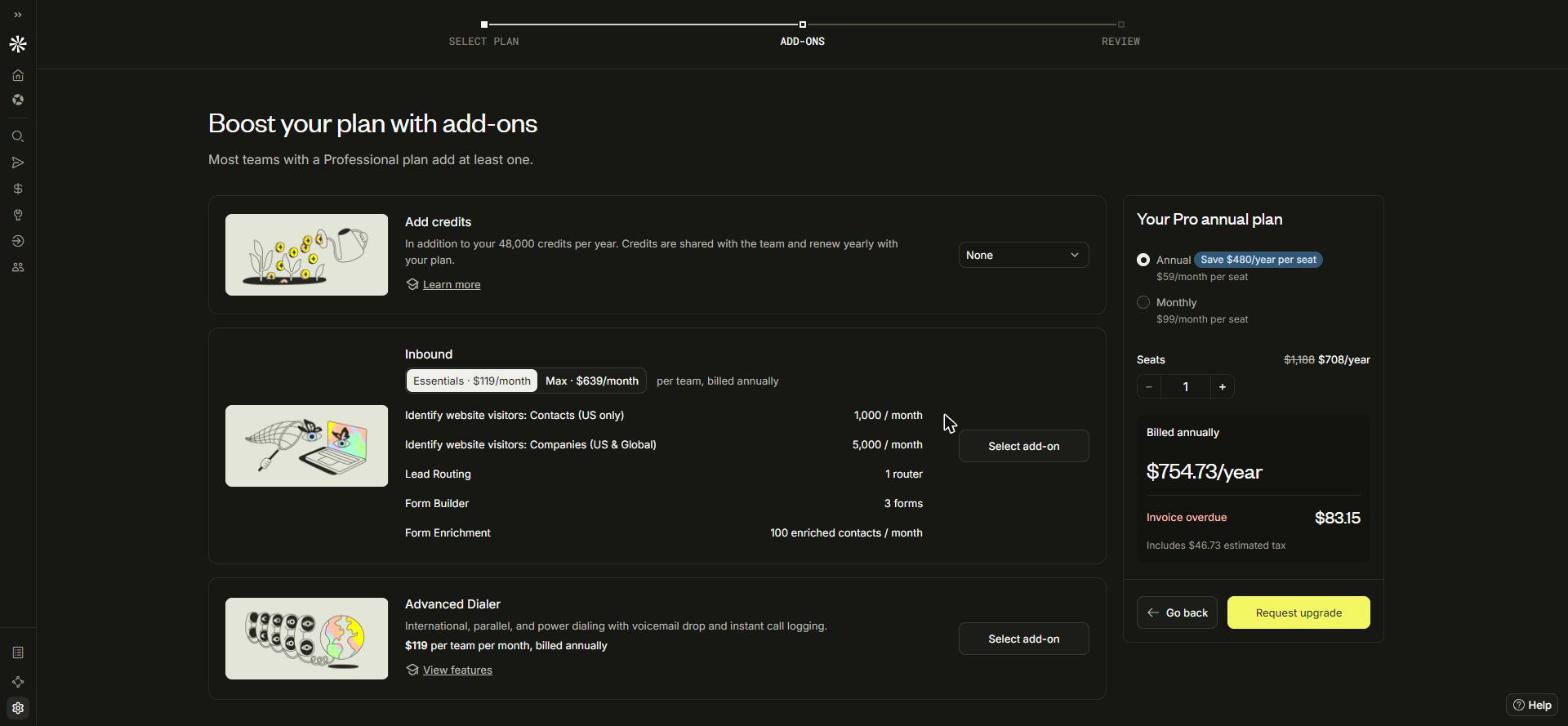 SELECT PLAN
ADD-ONS
REVIEW
Boost your plan with add-ons
Most teams with a Professional plan add at least one.
Add credits
In addition to your 48,000 credits per year. Credits are shared with the team and renew yearly with
your plan.
Learn more
None
Inbound
Essentials · $119/month
Max · $639/month
per team, billed annually
Identify website visitors: Contacts (US only) 1,000 / month
Identify website visitors: Companies (US & Global) 5,000 / month
Lead Routing 1 router
Form Builder 3 forms
Form Enrichment 100 enriched contacts / month
Select add-on
Advanced Dialer
International, parallel, and power dialing with voicemail drop and instant call logging.
$119 per team per month, billed annually
View features
Select add-on
Your Pro annual plan
Annual Save $480/year per seat
$59/month per seat
Monthly
$99/month per seat
Seats $1,188 $708/year
− 1 +
Billed annually
$754.73/year
Invoice overdue $83.15
Includes $46.73 estimated tax
Go back
Request upgrade
Help